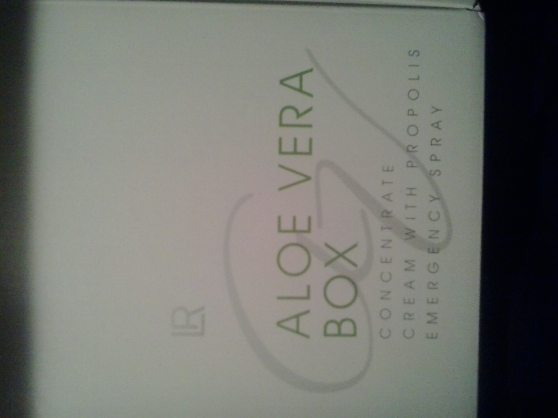 LR
ALOE VERA
BOX
CONCENTRATE
CREAM WITH PROPOLIS
EMERGENCY SPRAY